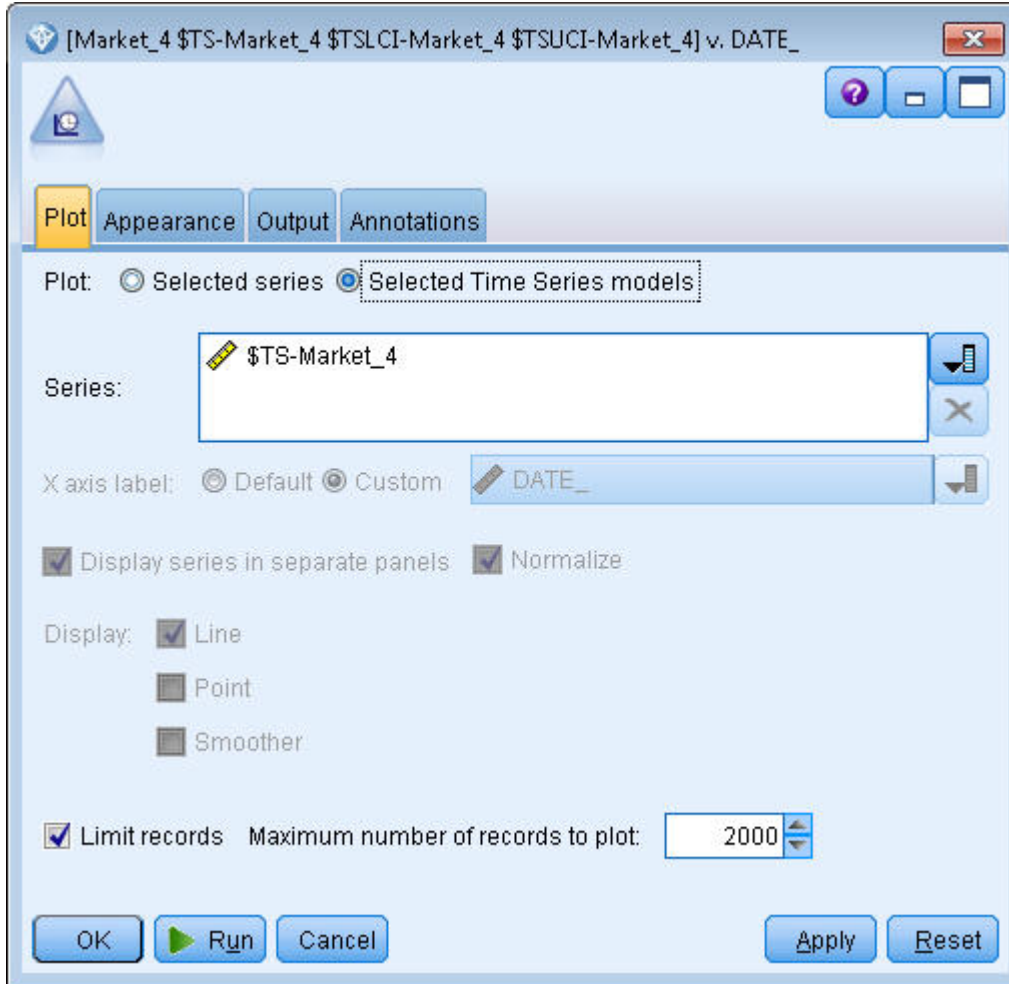 [Market_4 $TS-Market_4 $TSLCI-Market_4 $TSUCI-Market_4] v. DATE_
?
Plot Appearance Output Annotations
Plot: Selected series Selected Time Series models
Series: $TS-Market_4
X axis label: Default Custom DATE_
Display series in separate panels Normalize
Display: Line
Point
Smoother
Limit records Maximum number of records to plot: 2000
OK Run Cancel Apply Reset